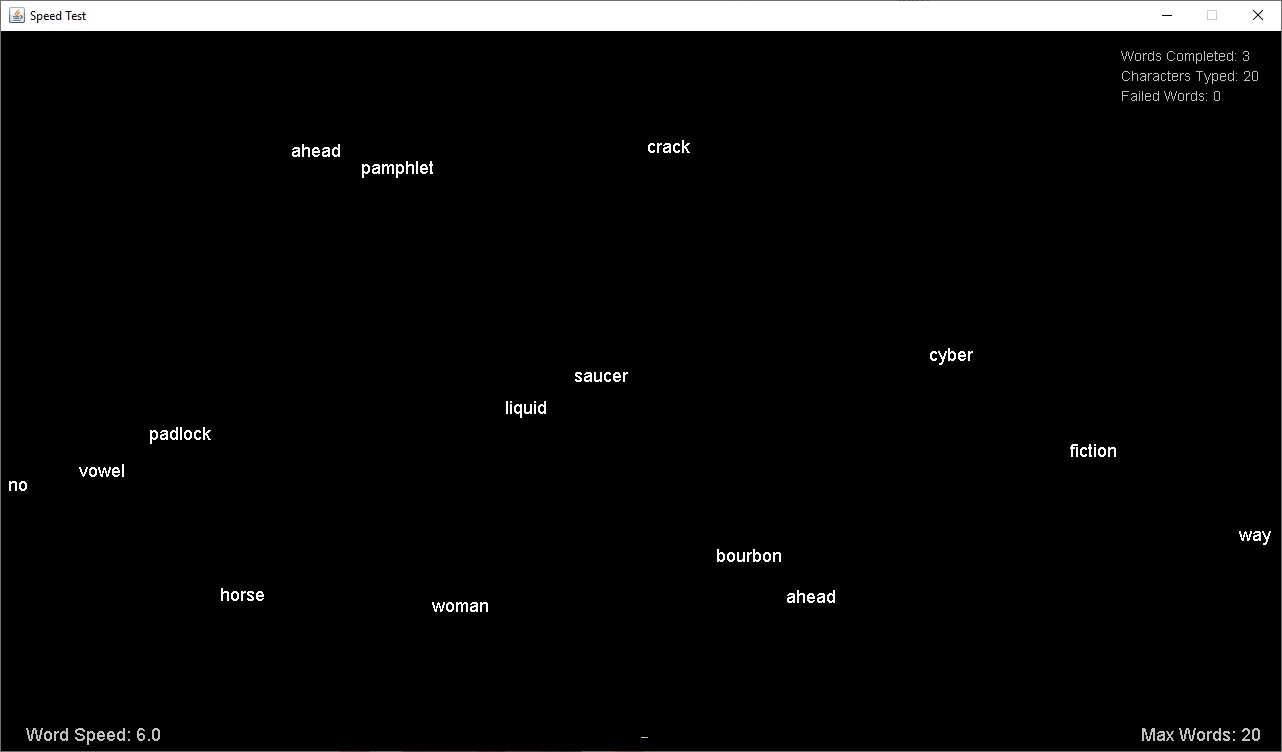 Speed Test
Words Completed: 3
Characters Typed: 20
Failed Words: 0
crack
ahead
pamphlet
cyber
saucer
liquid
padlock
fiction
vowel
no
way
bourbon
horse
ahead
woman
Word Speed: 6.0
_
Max Words: 20